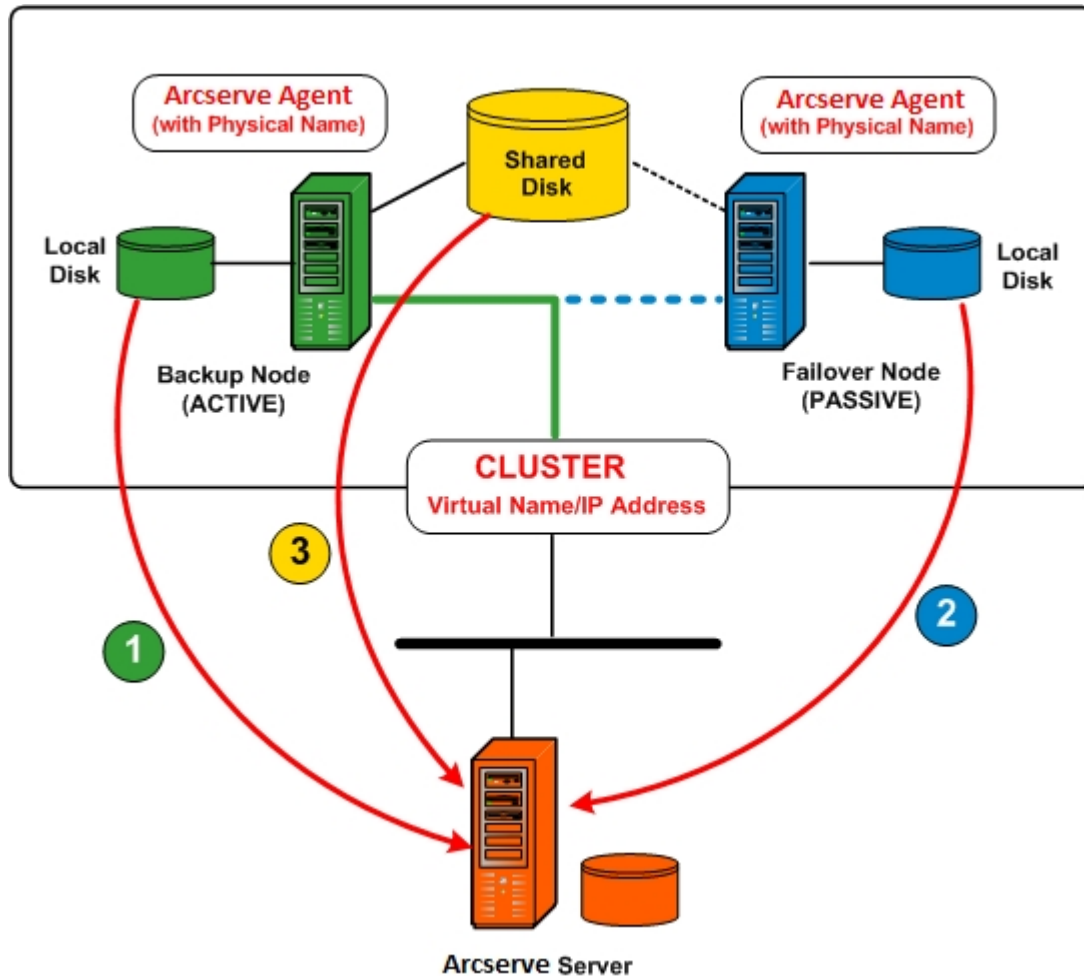 Arcserve Agent
(with Physical Name)
Arcserve Agent
(with Physical Name)
Shared
Disk
Local
Disk
Local
Disk
Backup Node
(ACTIVE)
Failover Node
(PASSIVE)
CLUSTER
Virtual Name/IP Address
3
1
2
Arcserve Server